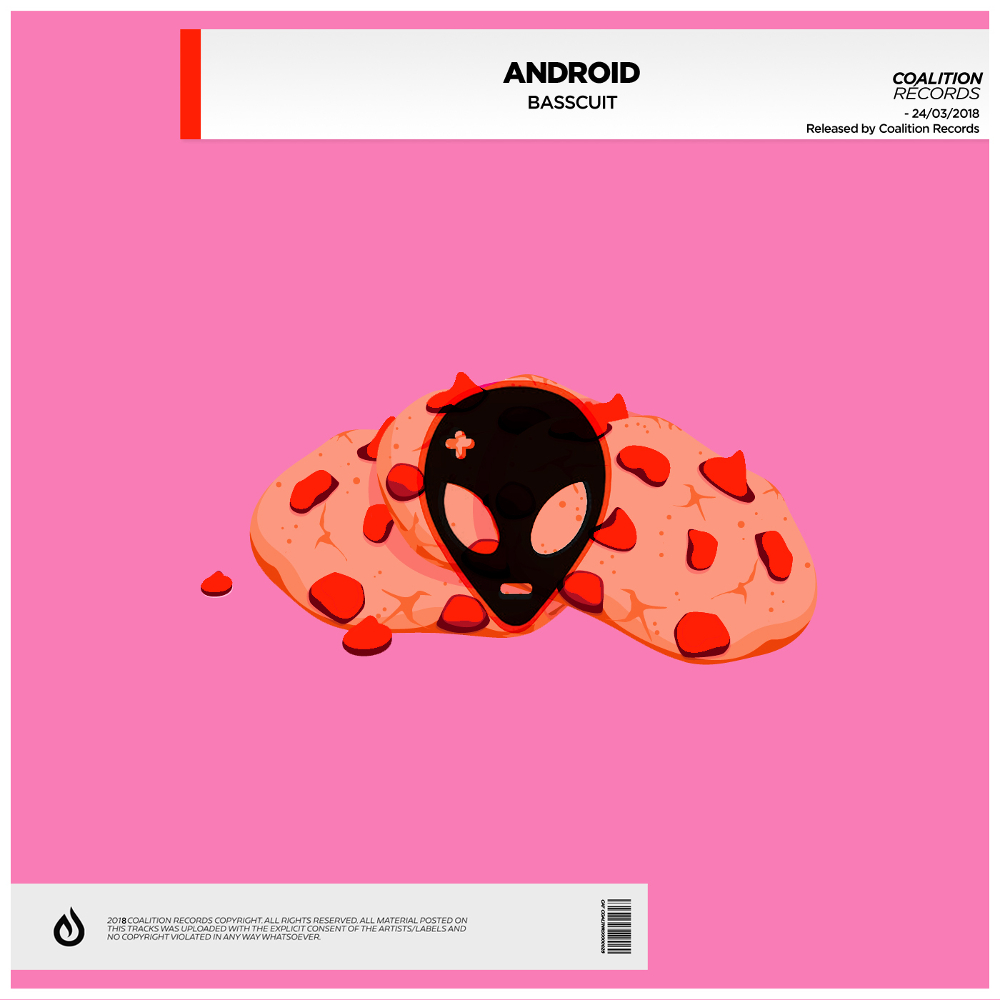 ANDROID
BASSCUIT
COALITION
RECORDS
- 24/03/2018
Released by Coalition Records
2018 COALITION RECORDS COPYRIGHT. ALL RIGHTS RESERVED. ALL MATERIAL POSTED ON
THIS TRACKS WAS UPLOADED WITH THE EXPLICIT CONSENT OF THE ARTISTS/LABELS AND
NO COPYRIGHT VIOLATED IN ANY WAY WHATSOEVER.